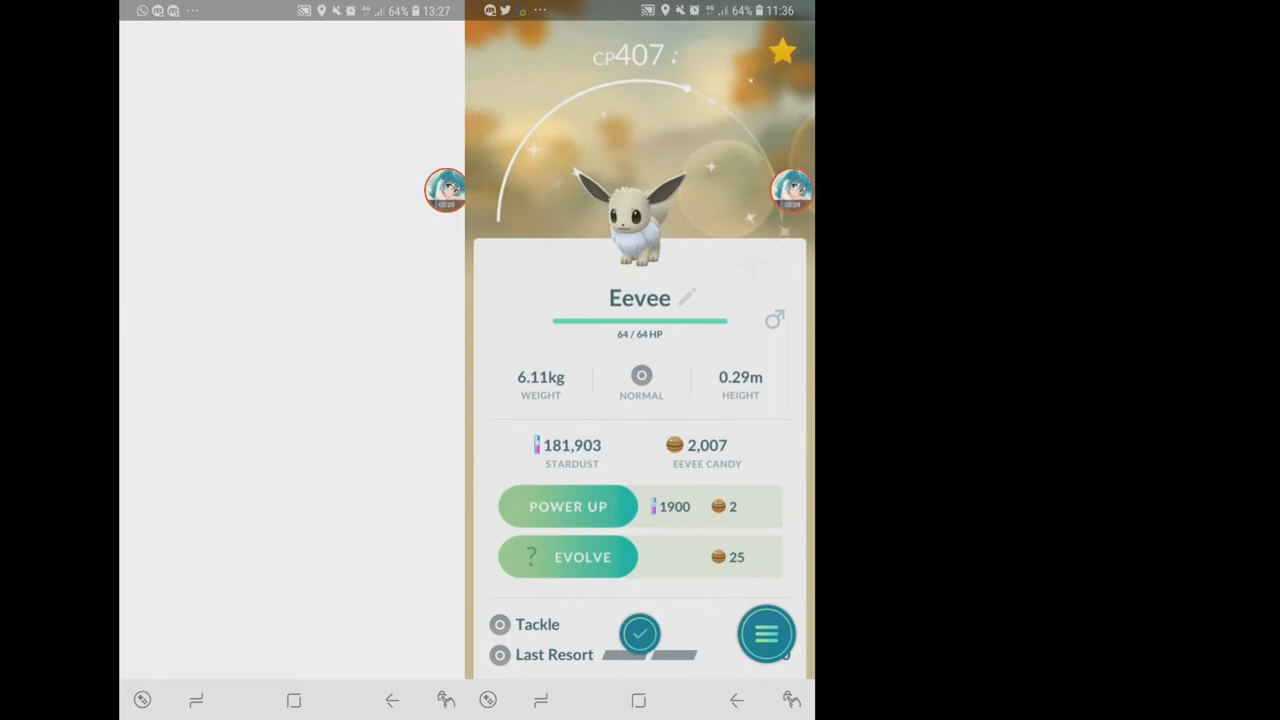 64% 13:27
64% 11:36
CP407
Eevee
64 / 64 HP
6.11kg
WEIGHT
NORMAL
0.29m
HEIGHT
181,903
STARDUST
2,007
EEVEE CANDY
POWER UP 1900 2
? EVOLVE 25
Tackle
Last Resort